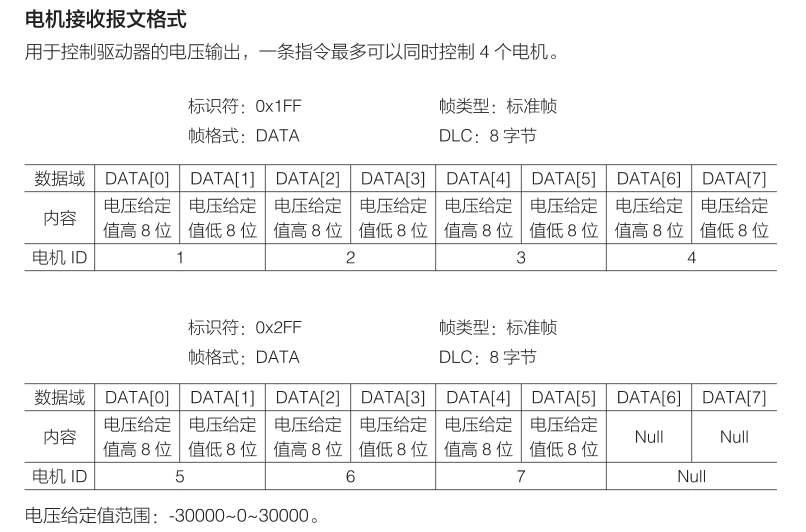 电机接收报文格式
用于控制驱动器的电压输出，一条指令最多可以同时控制 4 个电机。
标识符：0x1FF 帧类型：标准帧
帧格式：DATA DLC：8 字节
数据域 DATA[0] DATA[1] DATA[2] DATA[3] DATA[4] DATA[5] DATA[6] DATA[7]
内容 电压给定值高 8 位 电压给定值低 8 位 电压给定值高 8 位 电压给定值低 8 位 电压给定值高 8 位 电压给定值低 8 位 电压给定值高 8 位 电压给定值低 8 位
电机 ID 1 2 3 4
标识符：0x2FF 帧类型：标准帧
帧格式：DATA DLC：8 字节
数据域 DATA[0] DATA[1] DATA[2] DATA[3] DATA[4] DATA[5] DATA[6] DATA[7]
内容 电压给定值高 8 位 电压给定值低 8 位 电压给定值高 8 位 电压给定值低 8 位 电压给定值高 8 位 电压给定值低 8 位 Null Null
电机 ID 5 6 7 Null
电压给定值范围：-30000~0~30000。